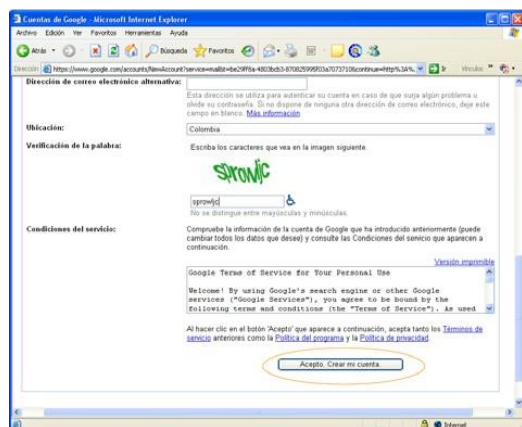 Cuentas de Google - Microsoft Internet Explorer
Archivo Edición Ver Favoritos Herramientas Ayuda
Atrás Búsqueda Favoritos
Dirección Ir Vínculos
Dirección de correo electrónico alternativa:
Esta dirección se utiliza para autenticar su cuenta en caso de que surja algún problema u
olvide su contraseña. Si no dispone de ninguna otra dirección de correo electrónico, deje este
campo en blanco. Más información
Ubicación: Colombia
Verificación de la palabra: Escriba los caracteres que vea en la imagen siguiente.
sprowljc
sprowljc
No se distingue entre mayúsculas y minúsculas.
Condiciones del servicio: Compruebe la información de la cuenta de Google que ha introducido anteriormente (puede
cambiar todos los datos que desee) y consulte las Condiciones del servicio que aparecen a
continuación.
Versión imprimible
Google Terms of Service for Your Personal Use
Welcome! By using Google's search engine or other Google
services ("Google Services"), you agree to be bound by the
following terms and conditions (the "Terms of Service"). As used
Al hacer clic en el botón 'Acepto' que aparece a continuación, acepta tanto los Términos de
servicio anteriores como la Política del programa y la Política de privacidad.
Acepto. Crear mi cuenta.
Internet